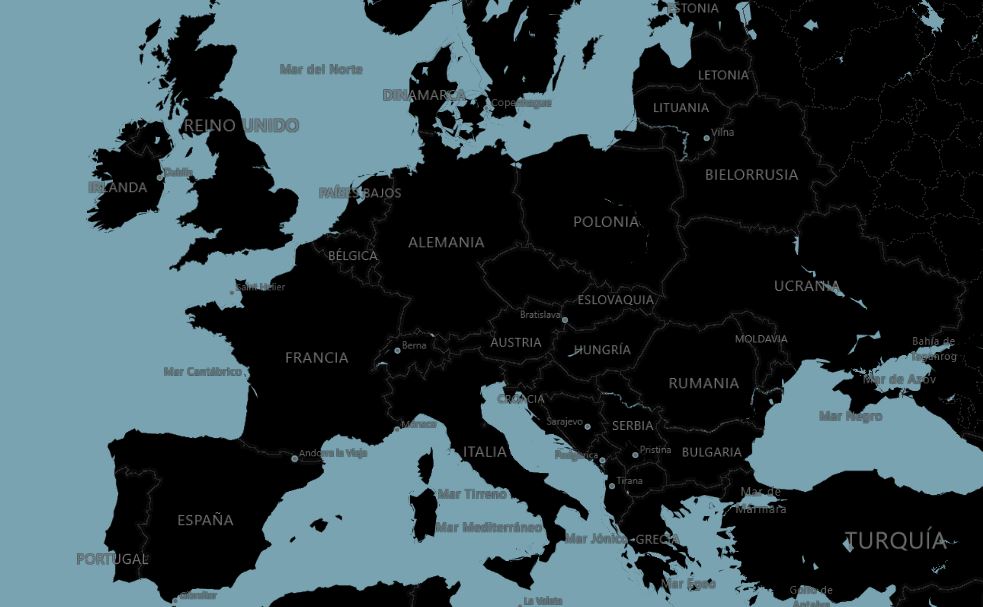 ESTONIA
Mar del Norte
LETONIA
DINAMARCA
Copenhague
LITUANIA
REINO UNIDO
Vilna
Dublín
BIELORRUSIA
IRLANDA
PAÍSES BAJOS
POLONIA
ALEMANIA
BÉLGICA
UCRANIA
Saint Helier
ESLOVAQUIA
Bratislava
MOLDAVIA
AUSTRIA
Bahía de
Taganrog
Berna
HUNGRÍA
FRANCIA
Mar Cantábrico
RUMANIA
Mar de Azov
CROACIA
Mar Negro
Sarajevo
SERBIA
Mónaco
Andorra la Vieja
ITALIA
Podgorica
Pristina
BULGARIA
Tirana
Mar Tirreno
Mar de
Mármara
ESPAÑA
Mar Mediterráneo
Mar Jónico
GRECIA
TURQUÍA
PORTUGAL
Mar Egeo
Golfo de
Antalya
Gibraltar
La Valeta